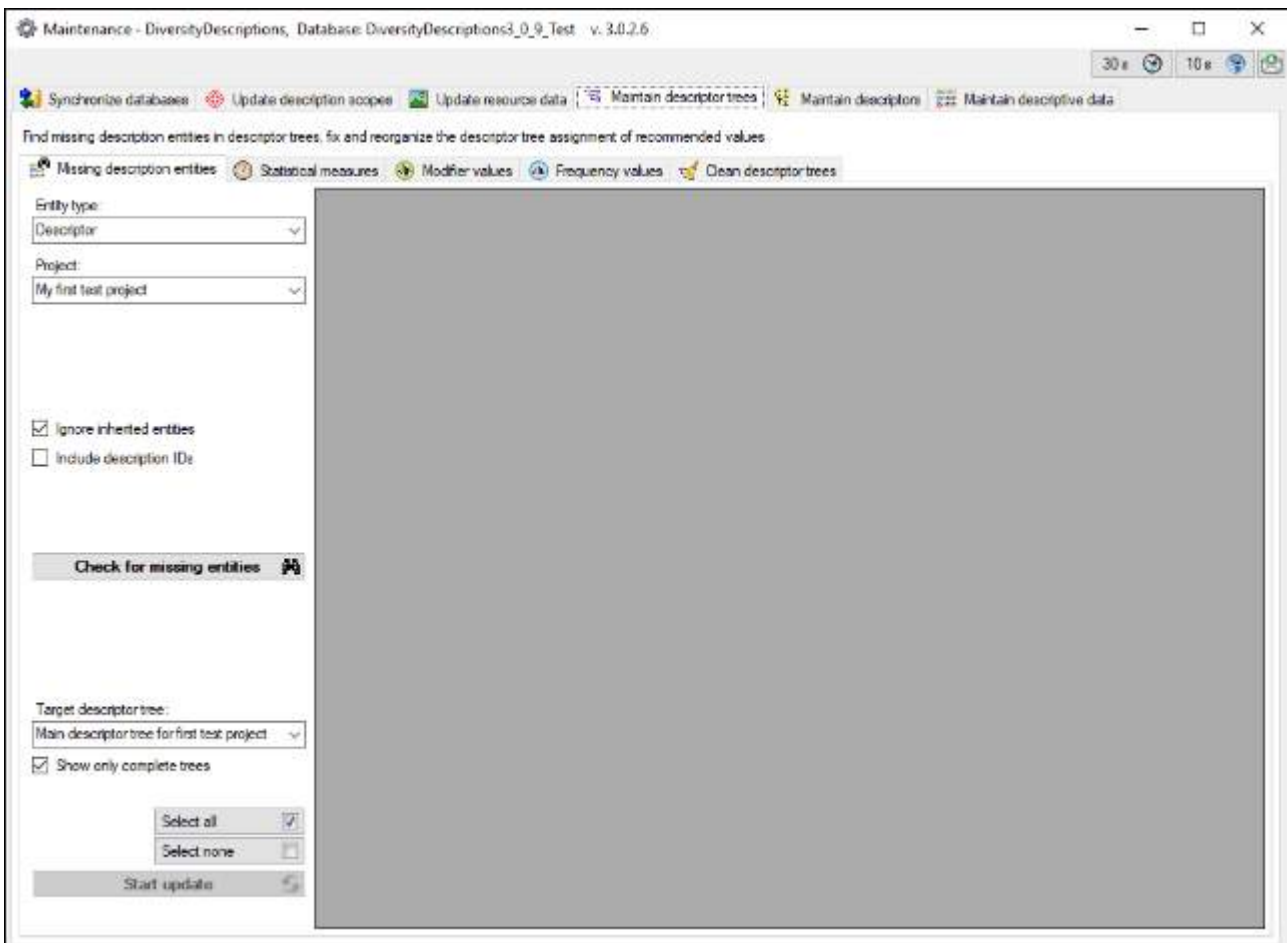 Maintenance - DiversityDescriptions, Database: DiversityDescriptions3_0_9_Test v. 3.0.2.6
30 s 10 s
Synchronize databases Update description scopes Update resource data Maintain descriptor trees Maintain descriptors Maintain descriptive data
Find missing description entities in descriptor trees, fix and reorganize the descriptor tree assignment of recommended values
Missing description entities Statistical measures Modifier values Frequency values Clean descriptor trees
Entity type:
Descriptor
Project:
My first test project
Ignore inherited entities
Include description IDs
Check for missing entities
Target descriptor tree:
Main descriptor tree for first test project
Show only complete trees
Select all
Select none
Start update